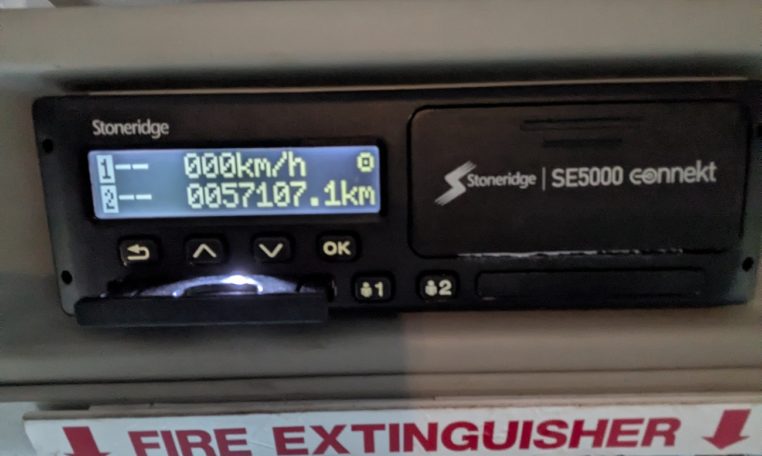 Stoneridge
1-- 000km/h
2-- 0057107.1km
Stoneridge | SE5000 connekt
OK
1
2
FIRE EXTINGUISHER